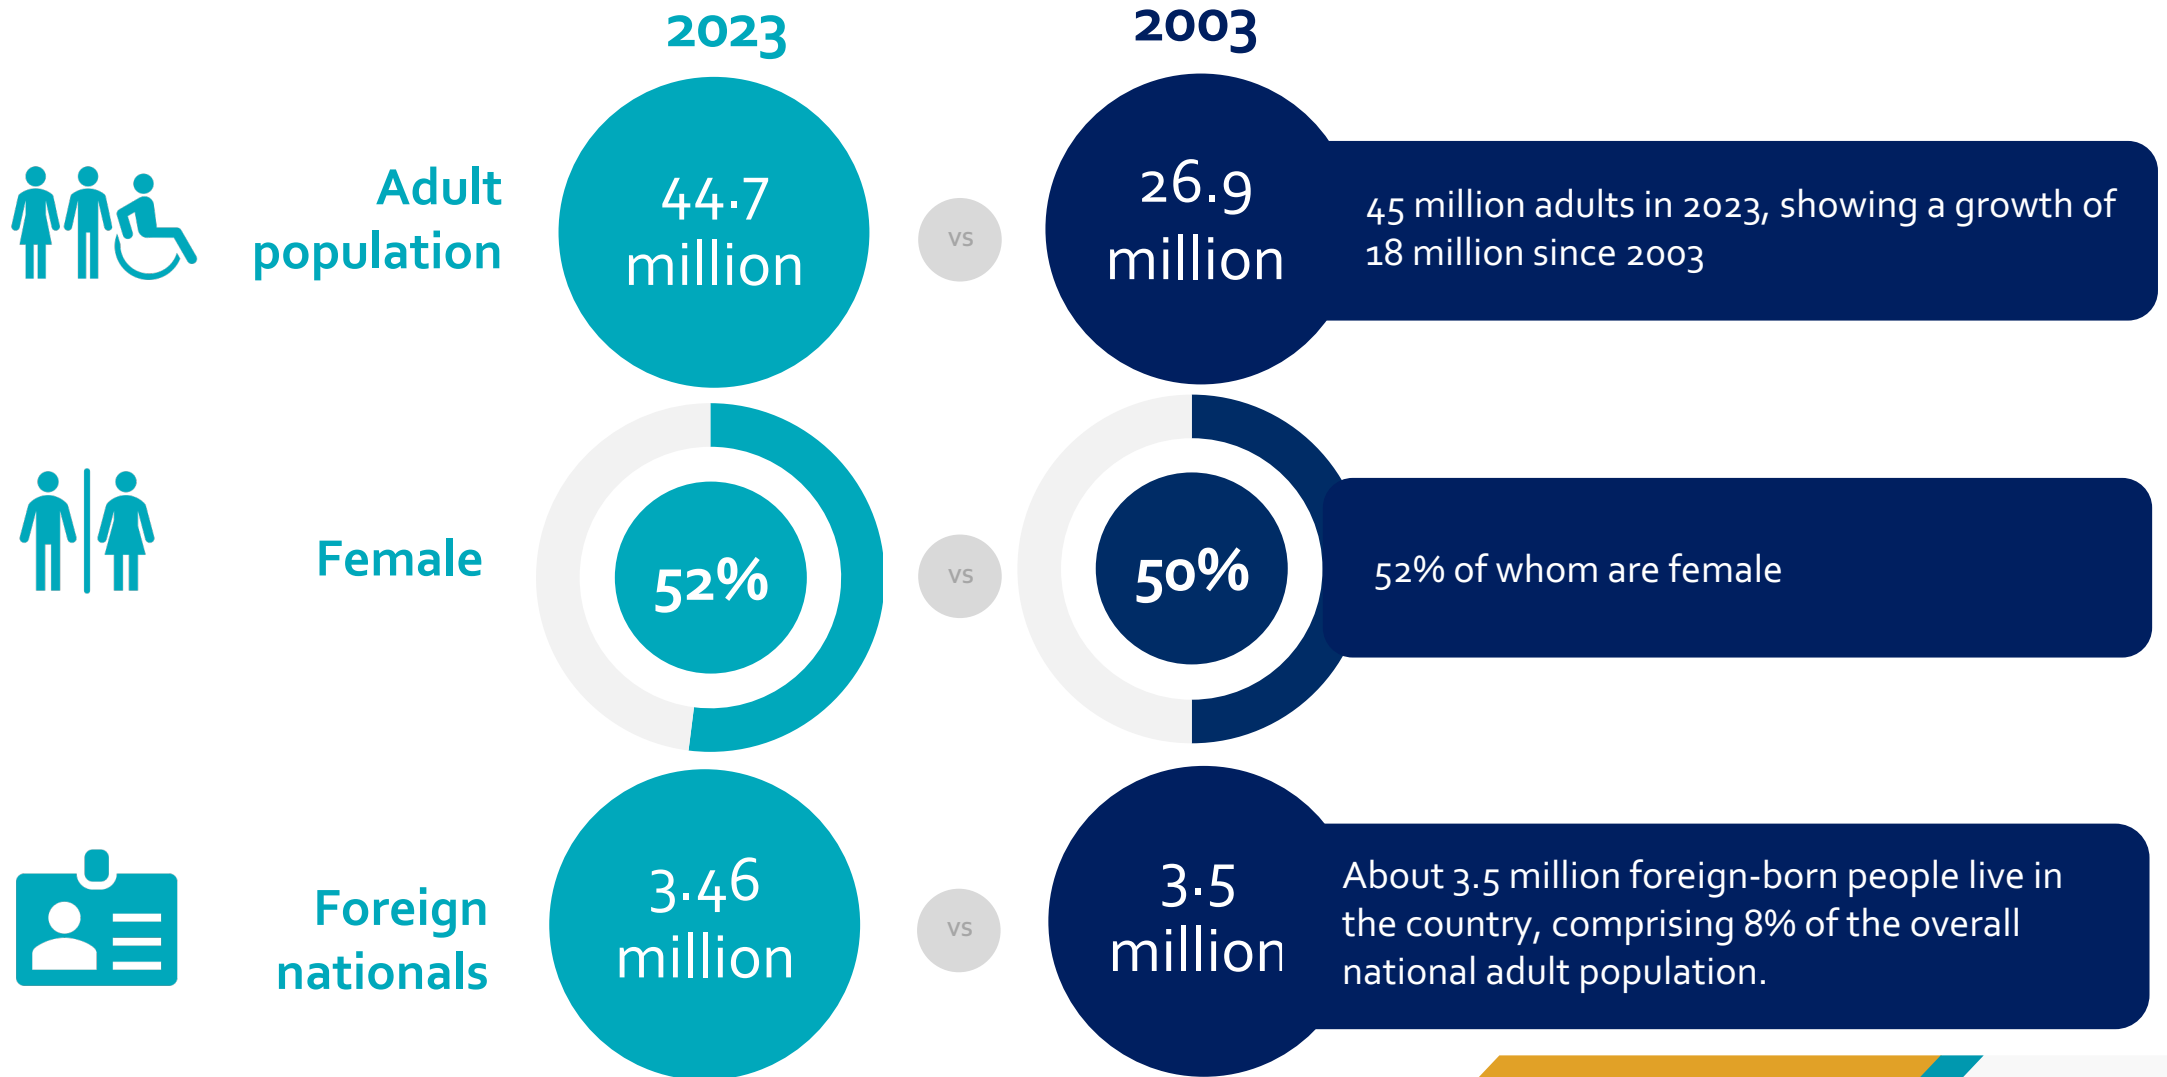 2023
2003
Adult
population
44.7
million
vs
26.9
million
45 million adults in 2023, showing a growth of
18 million since 2003
Female
52%
vs
50%
52% of whom are female
Foreign
nationals
3.46
million
vs
3.5
million
About 3.5 million foreign-born people live in
the country, comprising 8% of the overall
national adult population.